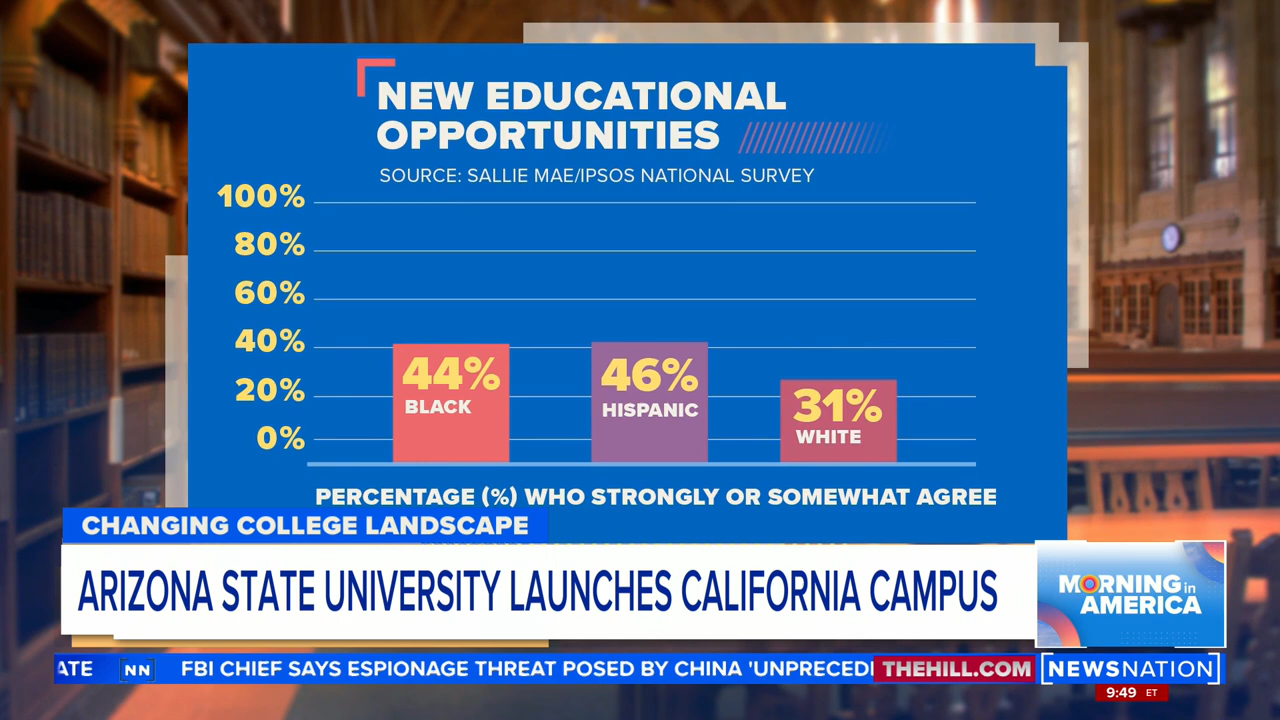 NEW EDUCATIONAL
OPPORTUNITIES
SOURCE: SALLIE MAE/IPSOS NATIONAL SURVEY
100%
80%
60%
40%
20%
0%
44%
BLACK
46%
HISPANIC
31%
WHITE
PERCENTAGE (%) WHO STRONGLY OR SOMEWHAT AGREE
CHANGING COLLEGE LANDSCAPE
ARIZONA STATE UNIVERSITY LAUNCHES CALIFORNIA CAMPUS
MORNING in
AMERICA
ATE NN FBI CHIEF SAYS ESPIONAGE THREAT POSED BY CHINA 'UNPRECEDE THEHILL.COM NEWSNATION
9:49 ET